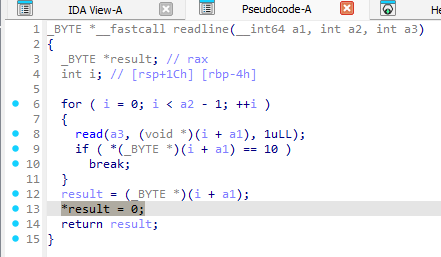 IDA View-A
Pseudocode-A
He
1 _BYTE *__fastcall readline(__int64 a1, int a2, int a3)
2 {
3 _BYTE *result; // rax
4 int i; // [rsp+1Ch] [rbp-4h]
5
6 for ( i = 0; i < a2 - 1; ++i )
7 {
8 read(a3, (void *)(i + a1), 1uLL);
9 if ( *(_BYTE *)(i + a1) == 10 )
10 break;
11 }
12 result = (_BYTE *)(i + a1);
13 *result = 0;
14 return result;
15 }